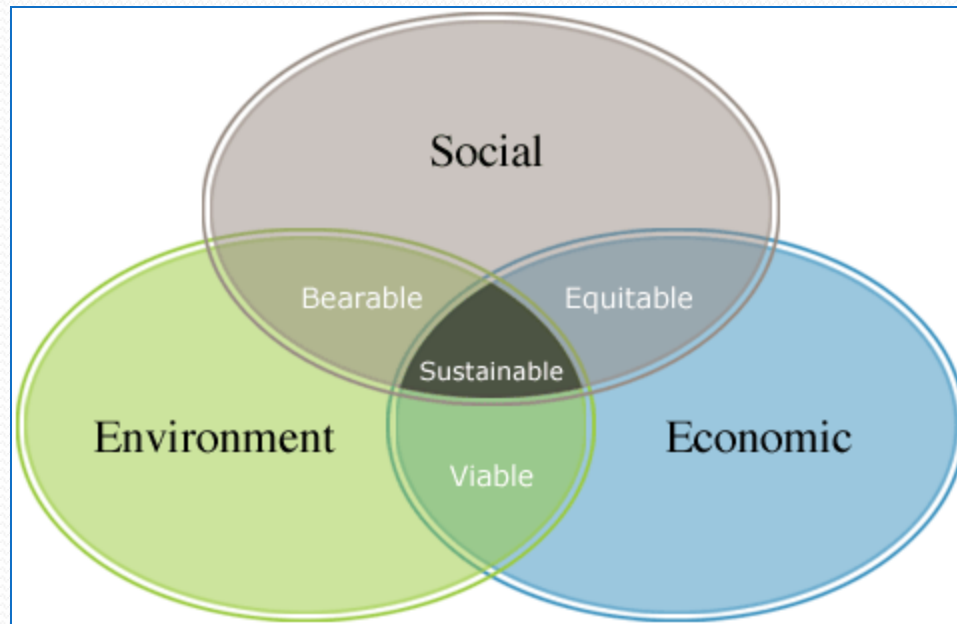 Social
Bearable
Equitable
Sustainable
Environment
Economic
Viable